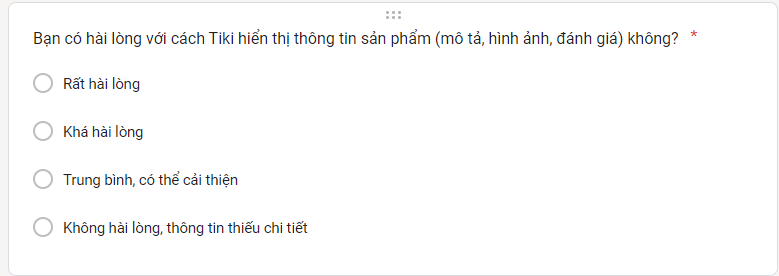 Bạn có hài lòng với cách Tiki hiển thị thông tin sản phẩm (mô tả, hình ảnh, đánh giá) không? *
Rất hài lòng
Khá hài lòng
Trung bình, có thể cải thiện
Không hài lòng, thông tin thiếu chi tiết